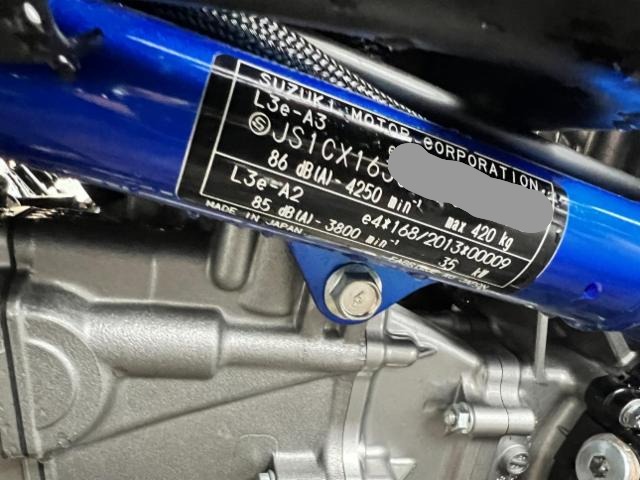 SUZUKI MOTOR CORPORATION
L3e-A3
JS1CX163
86 dB(A)- 4250 min⁻¹ max 420 kg
L3e-A2 e4*168/2013*00009
85 dB(A)- 3800 min⁻¹ 35 kW
MADE IN JAPAN